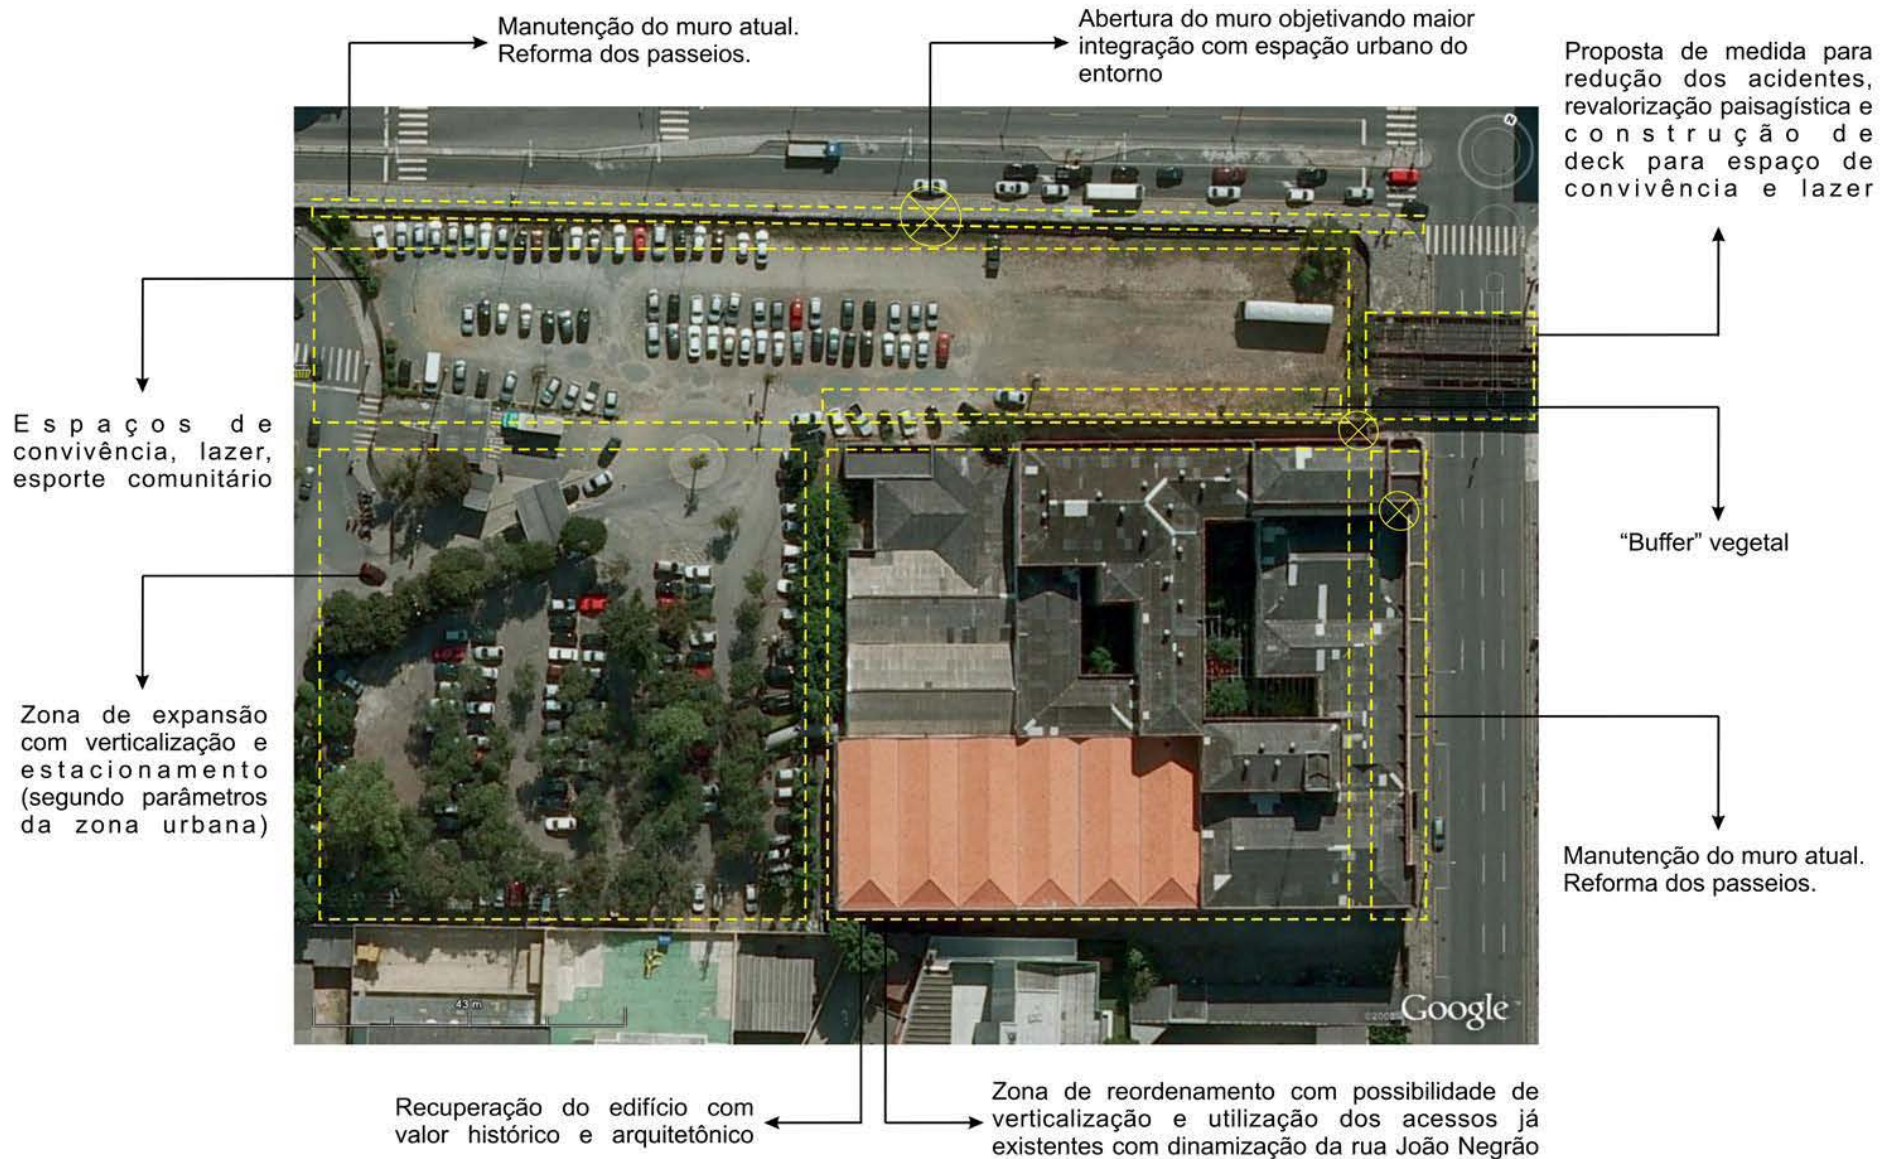 Manutenção do muro atual.
Reforma dos passeios.
Abertura do muro objetivando maior
integração com espação urbano do
entorno
Proposta de medida para
redução dos acidentes,
revalorização paisagística e
construção de
deck para espaço de
convivência e lazer
N
Espaços de
convivência, lazer,
esporte comunitário
"Buffer" vegetal
Zona de expansão
com verticalização e
estacionamento
(segundo parâmetros
da zona urbana)
Manutenção do muro atual.
Reforma dos passeios.
43 m
Google
Recuperação do edifício com
valor histórico e arquitetônico
Zona de reordenamento com possibilidade de
verticalização e utilização dos acessos já
existentes com dinamização da rua João Negrão